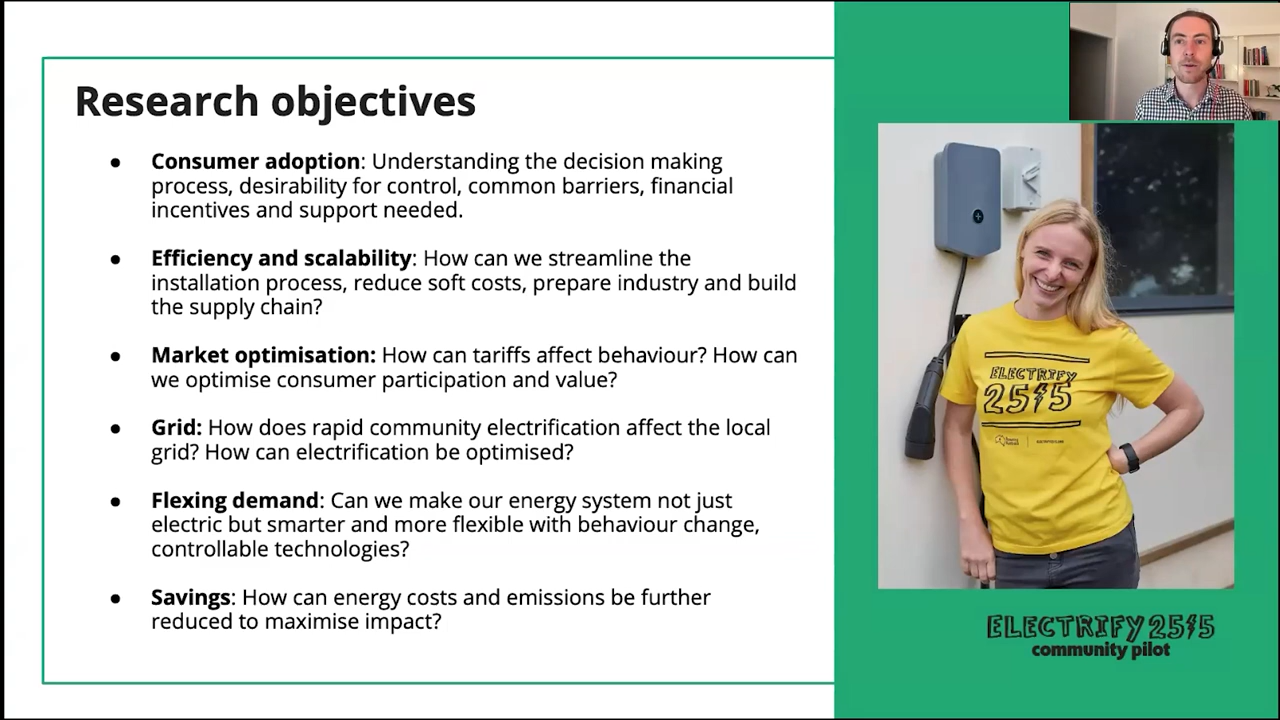 Research objectives
● Consumer adoption: Understanding the decision making
process, desirability for control, common barriers, financial
incentives and support needed.
● Efficiency and scalability: How can we streamline the
installation process, reduce soft costs, prepare industry and build
the supply chain?
● Market optimisation: How can tariffs affect behaviour? How can
we optimise consumer participation and value?
● Grid: How does rapid community electrification affect the local
grid? How can electrification be optimised?
● Flexing demand: Can we make our energy system not just
electric but smarter and more flexible with behaviour change,
controllable technologies?
● Savings: How can energy costs and emissions be further
reduced to maximise impact?
ELECTRIFY
2515
ELECTRIFY 2515
community pilot